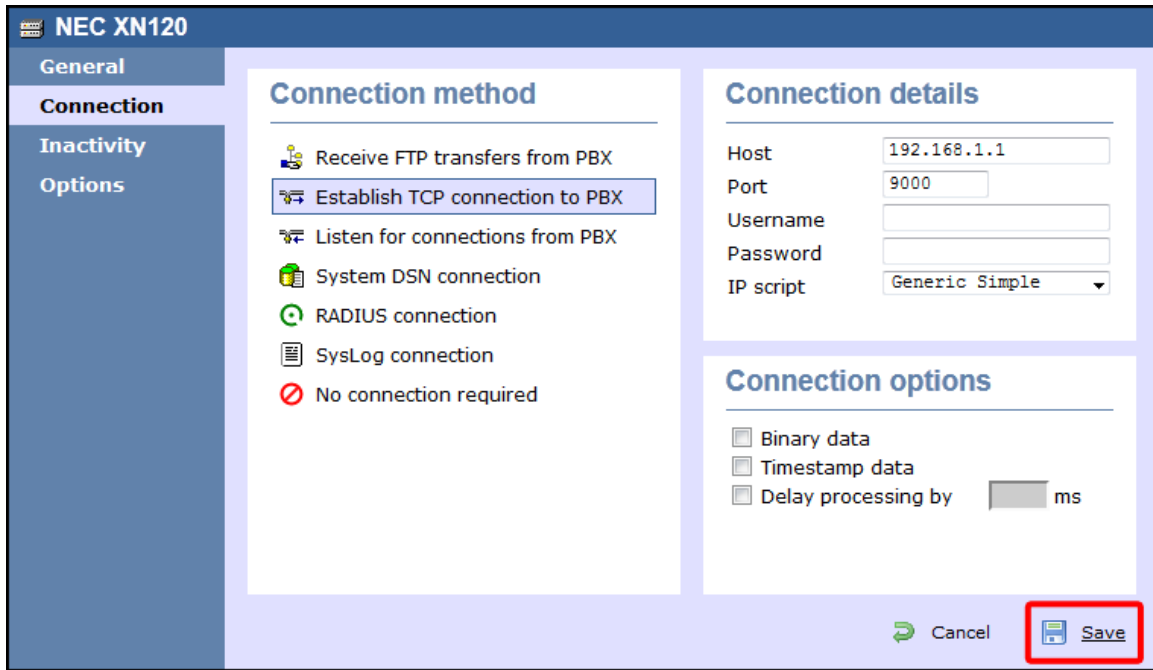 NEC XN120
General
Connection
Inactivity
Options
Connection method
Receive FTP transfers from PBX
Establish TCP connection to PBX
Listen for connections from PBX
System DSN connection
RADIUS connection
SysLog connection
No connection required
Connection details
Host 192.168.1.1
Port 9000
Username
Password
IP script Generic Simple
Connection options
Binary data
Timestamp data
Delay processing by ms
Cancel Save